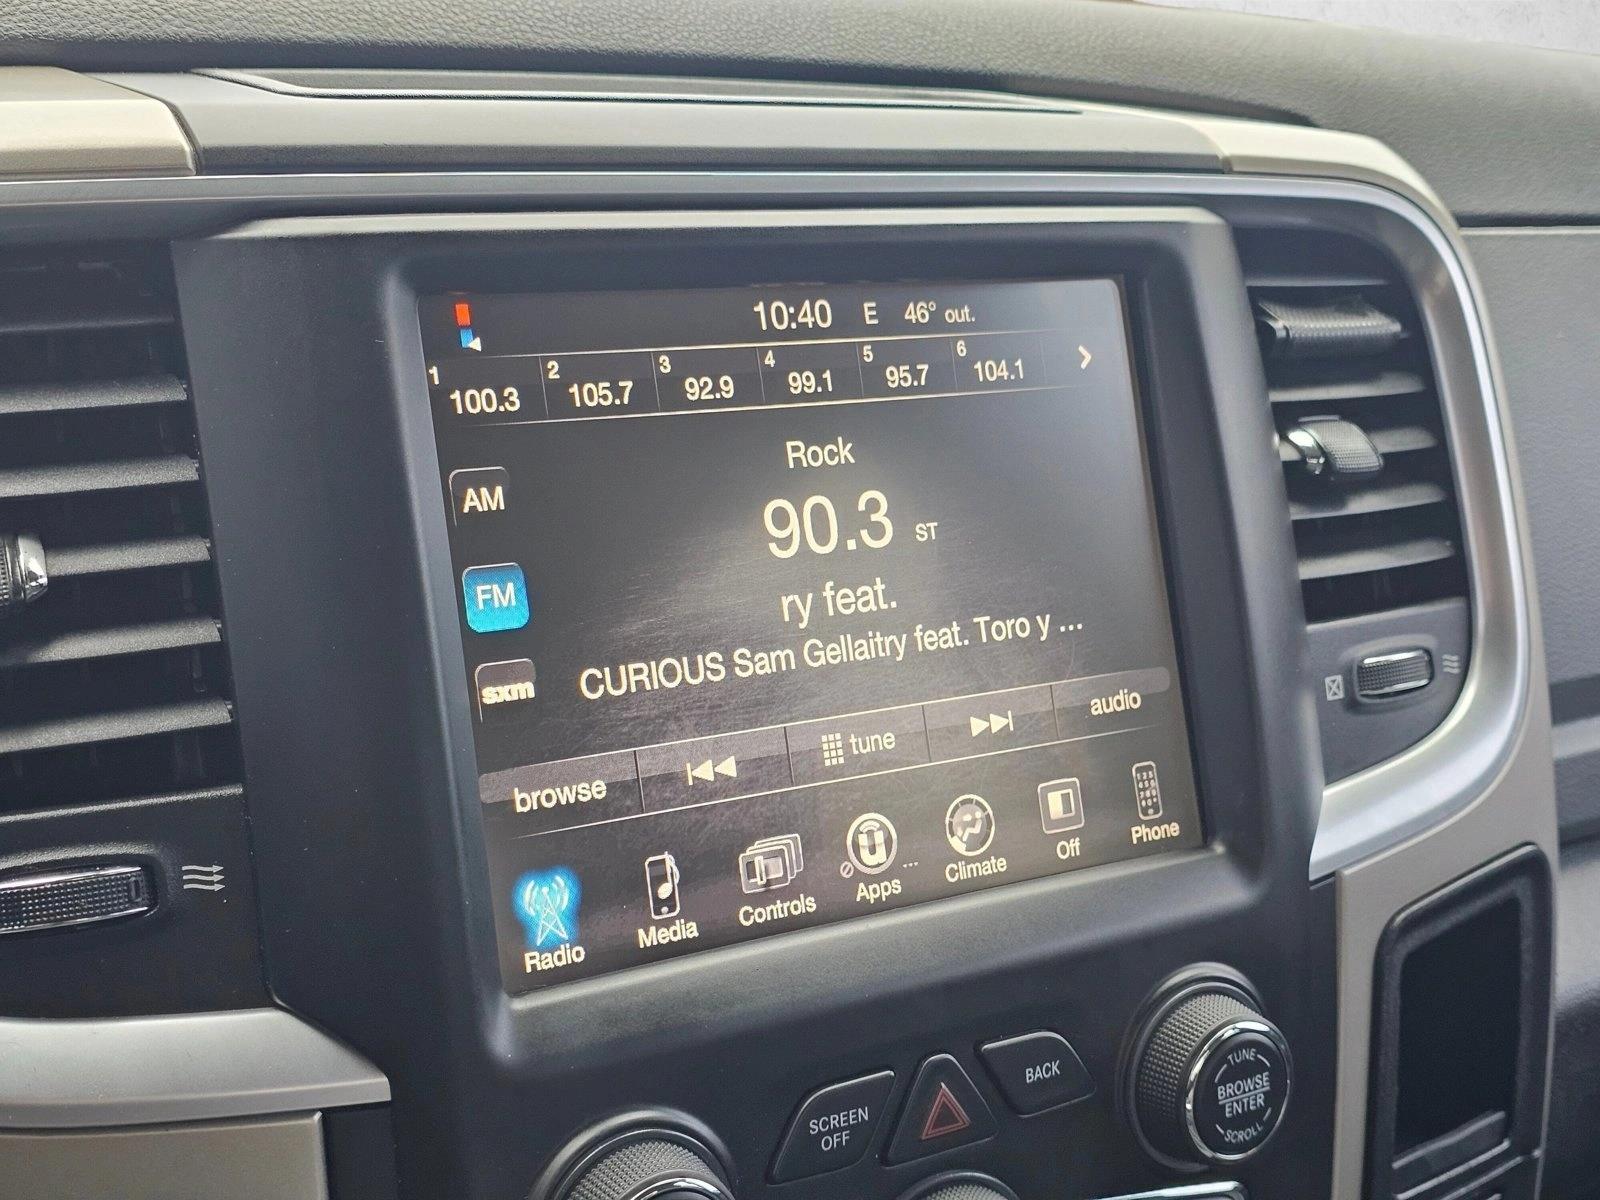 10:40 E 46° out.
1 100.3 2 105.7 3 92.9 4 99.1 5 95.7 6 104.1
Rock
AM
90.3 ST
FM
ry feat.
CURIOUS Sam Gellaitry feat. Toro y ...
sxm
browse tune audio
Radio Media Controls Apps ... Climate Off Phone
SCREEN
OFF
BACK
TUNE
BROWSE
ENTER
SCROLL